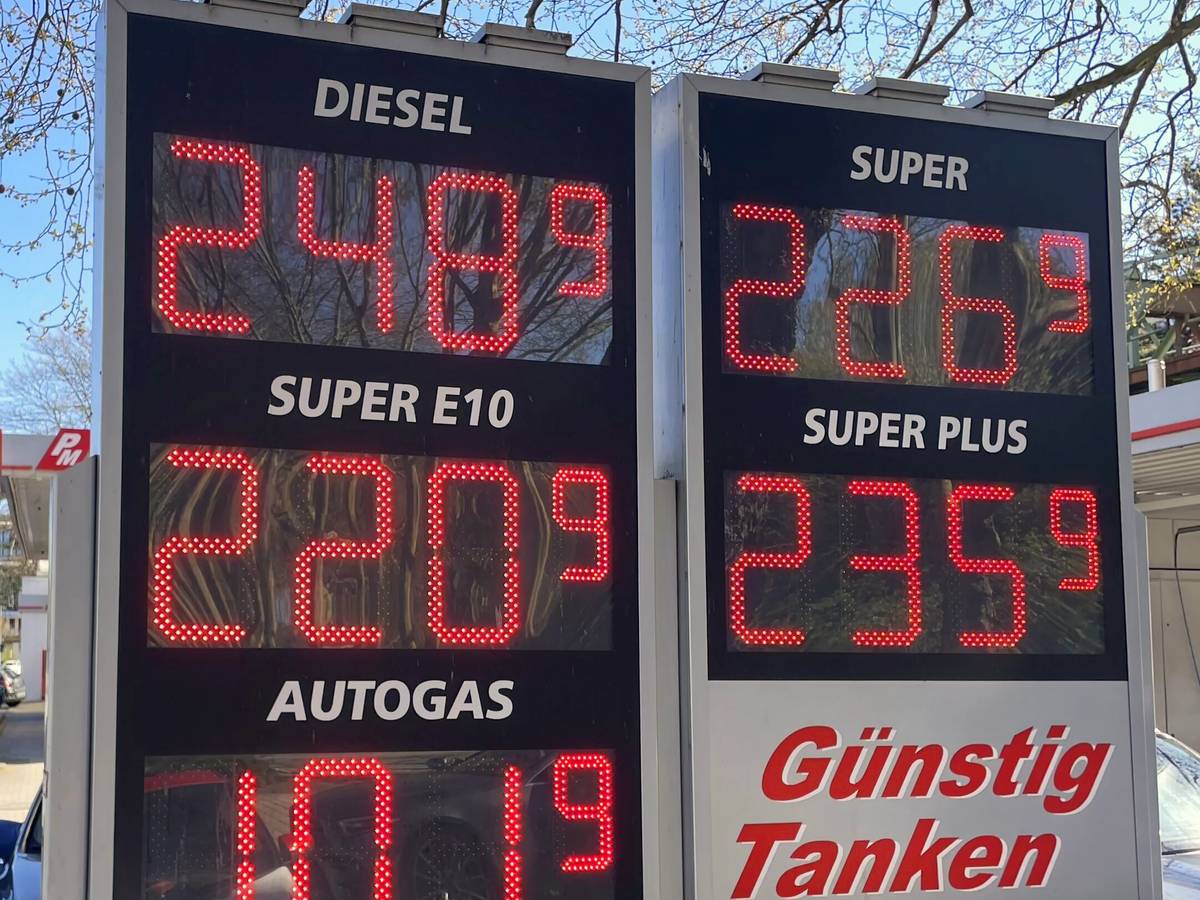 DIESEL
248⁹
SUPER E10
220⁹
AUTOGAS
101⁹
SUPER
226⁹
SUPER PLUS
235⁹
Günstig
Tanken
PM